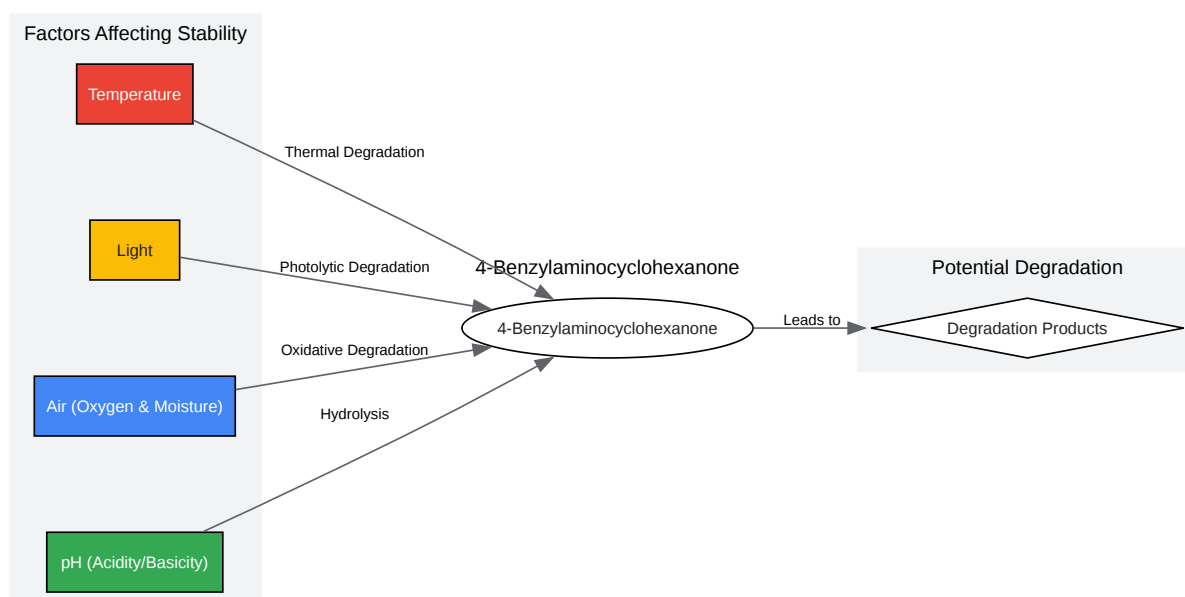 Factors Affecting Stability
Temperature
Thermal Degradation
Light
Photolytic Degradation
4-Benzylaminocyclohexanone
Potential Degradation
4-Benzylaminocyclohexanone
Leads to
Degradation Products
Oxidative Degradation
Air (Oxygen & Moisture)
Hydrolysis
pH (Acidity/Basicity)